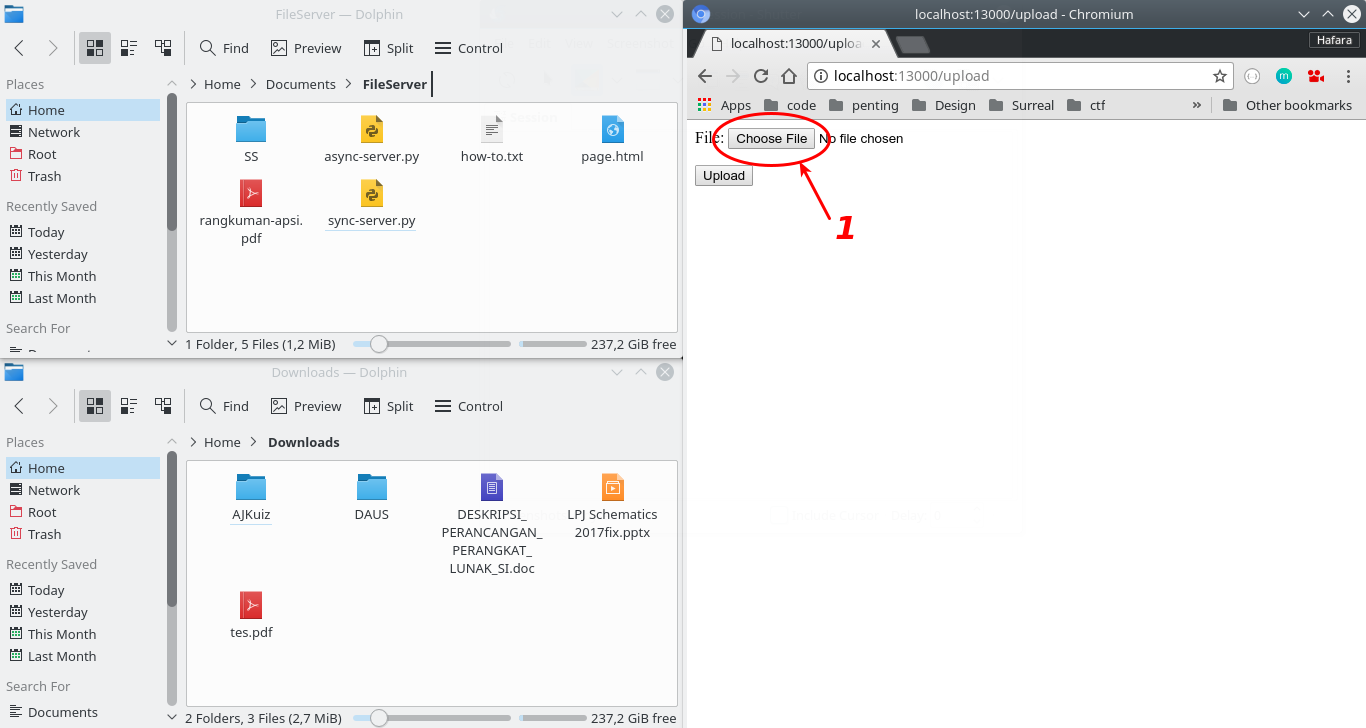 FileServer — Dolphin
Find Preview Split Control
Places
Home
Network
Root
Trash
Recently Saved
Today
Yesterday
This Month
Last Month
Search For
Home Documents FileServer
SS async-server.py how-to.txt page.html
rangkuman-apsi.
pdf
sync-server.py
1 Folder, 5 Files (1,2 MiB) 237,2 GiB free
Downloads — Dolphin
Find Preview Split Control
Places
Home
Network
Root
Trash
Recently Saved
Today
Yesterday
This Month
Last Month
Search For
Documents
Home Downloads
AJKuiz DAUS
DESKRIPSI_
PERANCANGAN_
PERANGKAT_
LUNAK_SI.doc
LPJ Schematics
2017fix.pptx
tes.pdf
2 Folders, 3 Files (2,7 MiB) 237,2 GiB free
localhost:13000/upload - Chromium
localhost:13000/uploa
Hafara
localhost:13000/upload
m
Apps code penting Design Surreal ctf » Other bookmarks
File: Choose File No file chosen
Upload
1